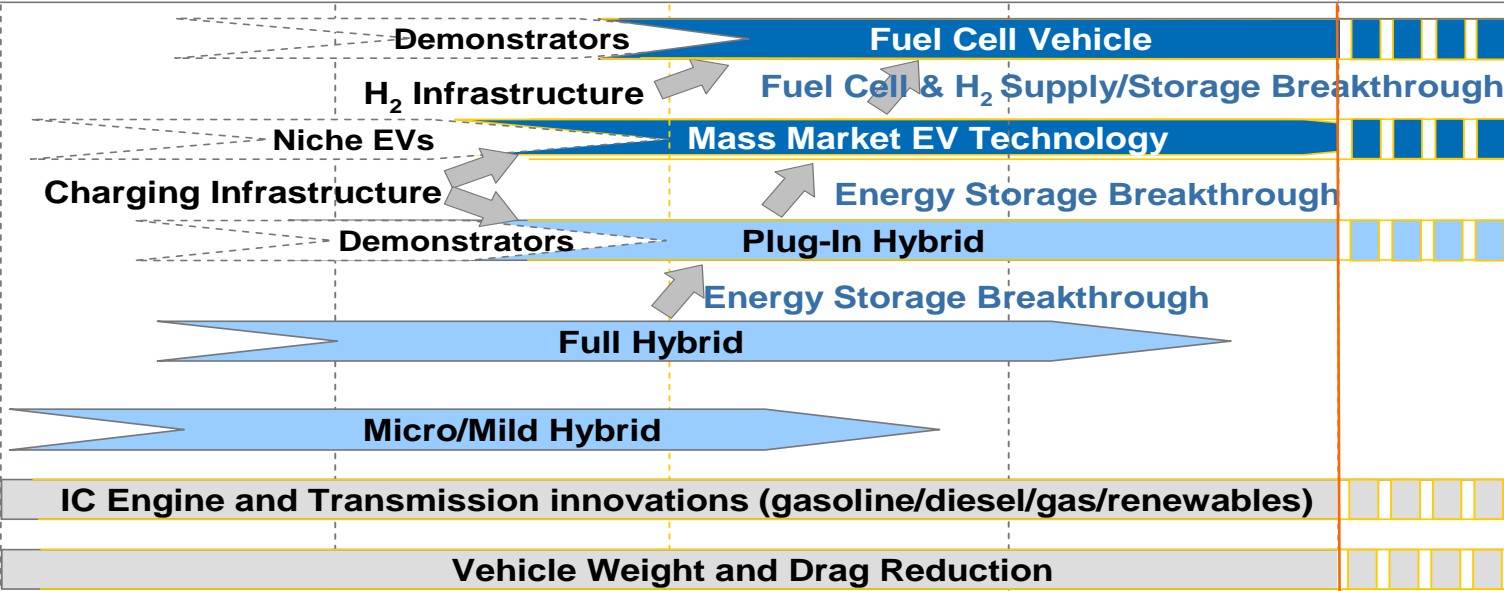 Demonstrators
Fuel Cell Vehicle
H₂ Infrastructure
Fuel Cell & H₂ Supply/Storage Breakthrough
Niche EVs
Mass Market EV Technology
Charging Infrastructure
Energy Storage Breakthrough
Demonstrators
Plug-In Hybrid
Energy Storage Breakthrough
Full Hybrid
Micro/Mild Hybrid
IC Engine and Transmission innovations (gasoline/diesel/gas/renewables)
Vehicle Weight and Drag Reduction